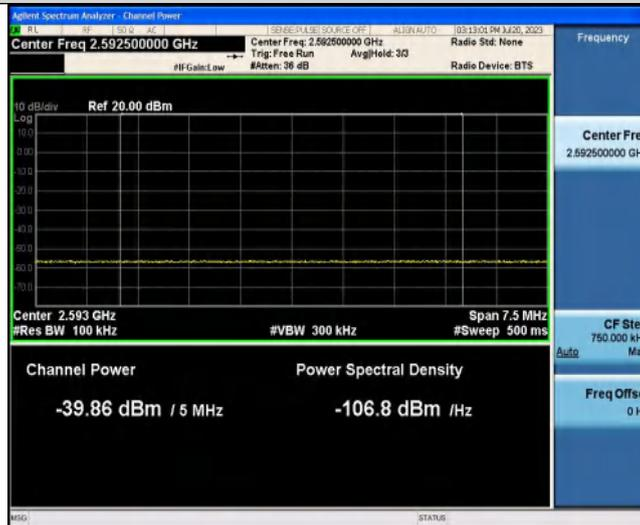 Agilent Spectrum Analyzer - Channel Power
RL RF 50 Ω AC SENSE:PULSE SOURCE OFF ALIGN AUTO 03:13:01 PM Jul 20, 2023
Center Freq 2.592500000 GHz
Center Freq: 2.592500000 GHz
Radio Std: None
Trig: Free Run Avg|Hold: 3/3
#IFGain:Low
#Atten: 36 dB
Radio Device: BTS
10 dB/div Ref 20.00 dBm
Log
10.0
0.00
-10.0
-20.0
-30.0
-40.0
-50.0
-60.0
-70.0
Center 2.593 GHz Span 7.5 MHz
#Res BW 100 kHz #VBW 300 kHz #Sweep 500 ms
Channel Power Power Spectral Density
-39.86 dBm / 5 MHz -106.8 dBm /Hz
MSG STATUS
Frequency
Center Fre
2.592500000 GH
CF Ste
750.000 kH
Auto Ma
Freq Offs
0 H